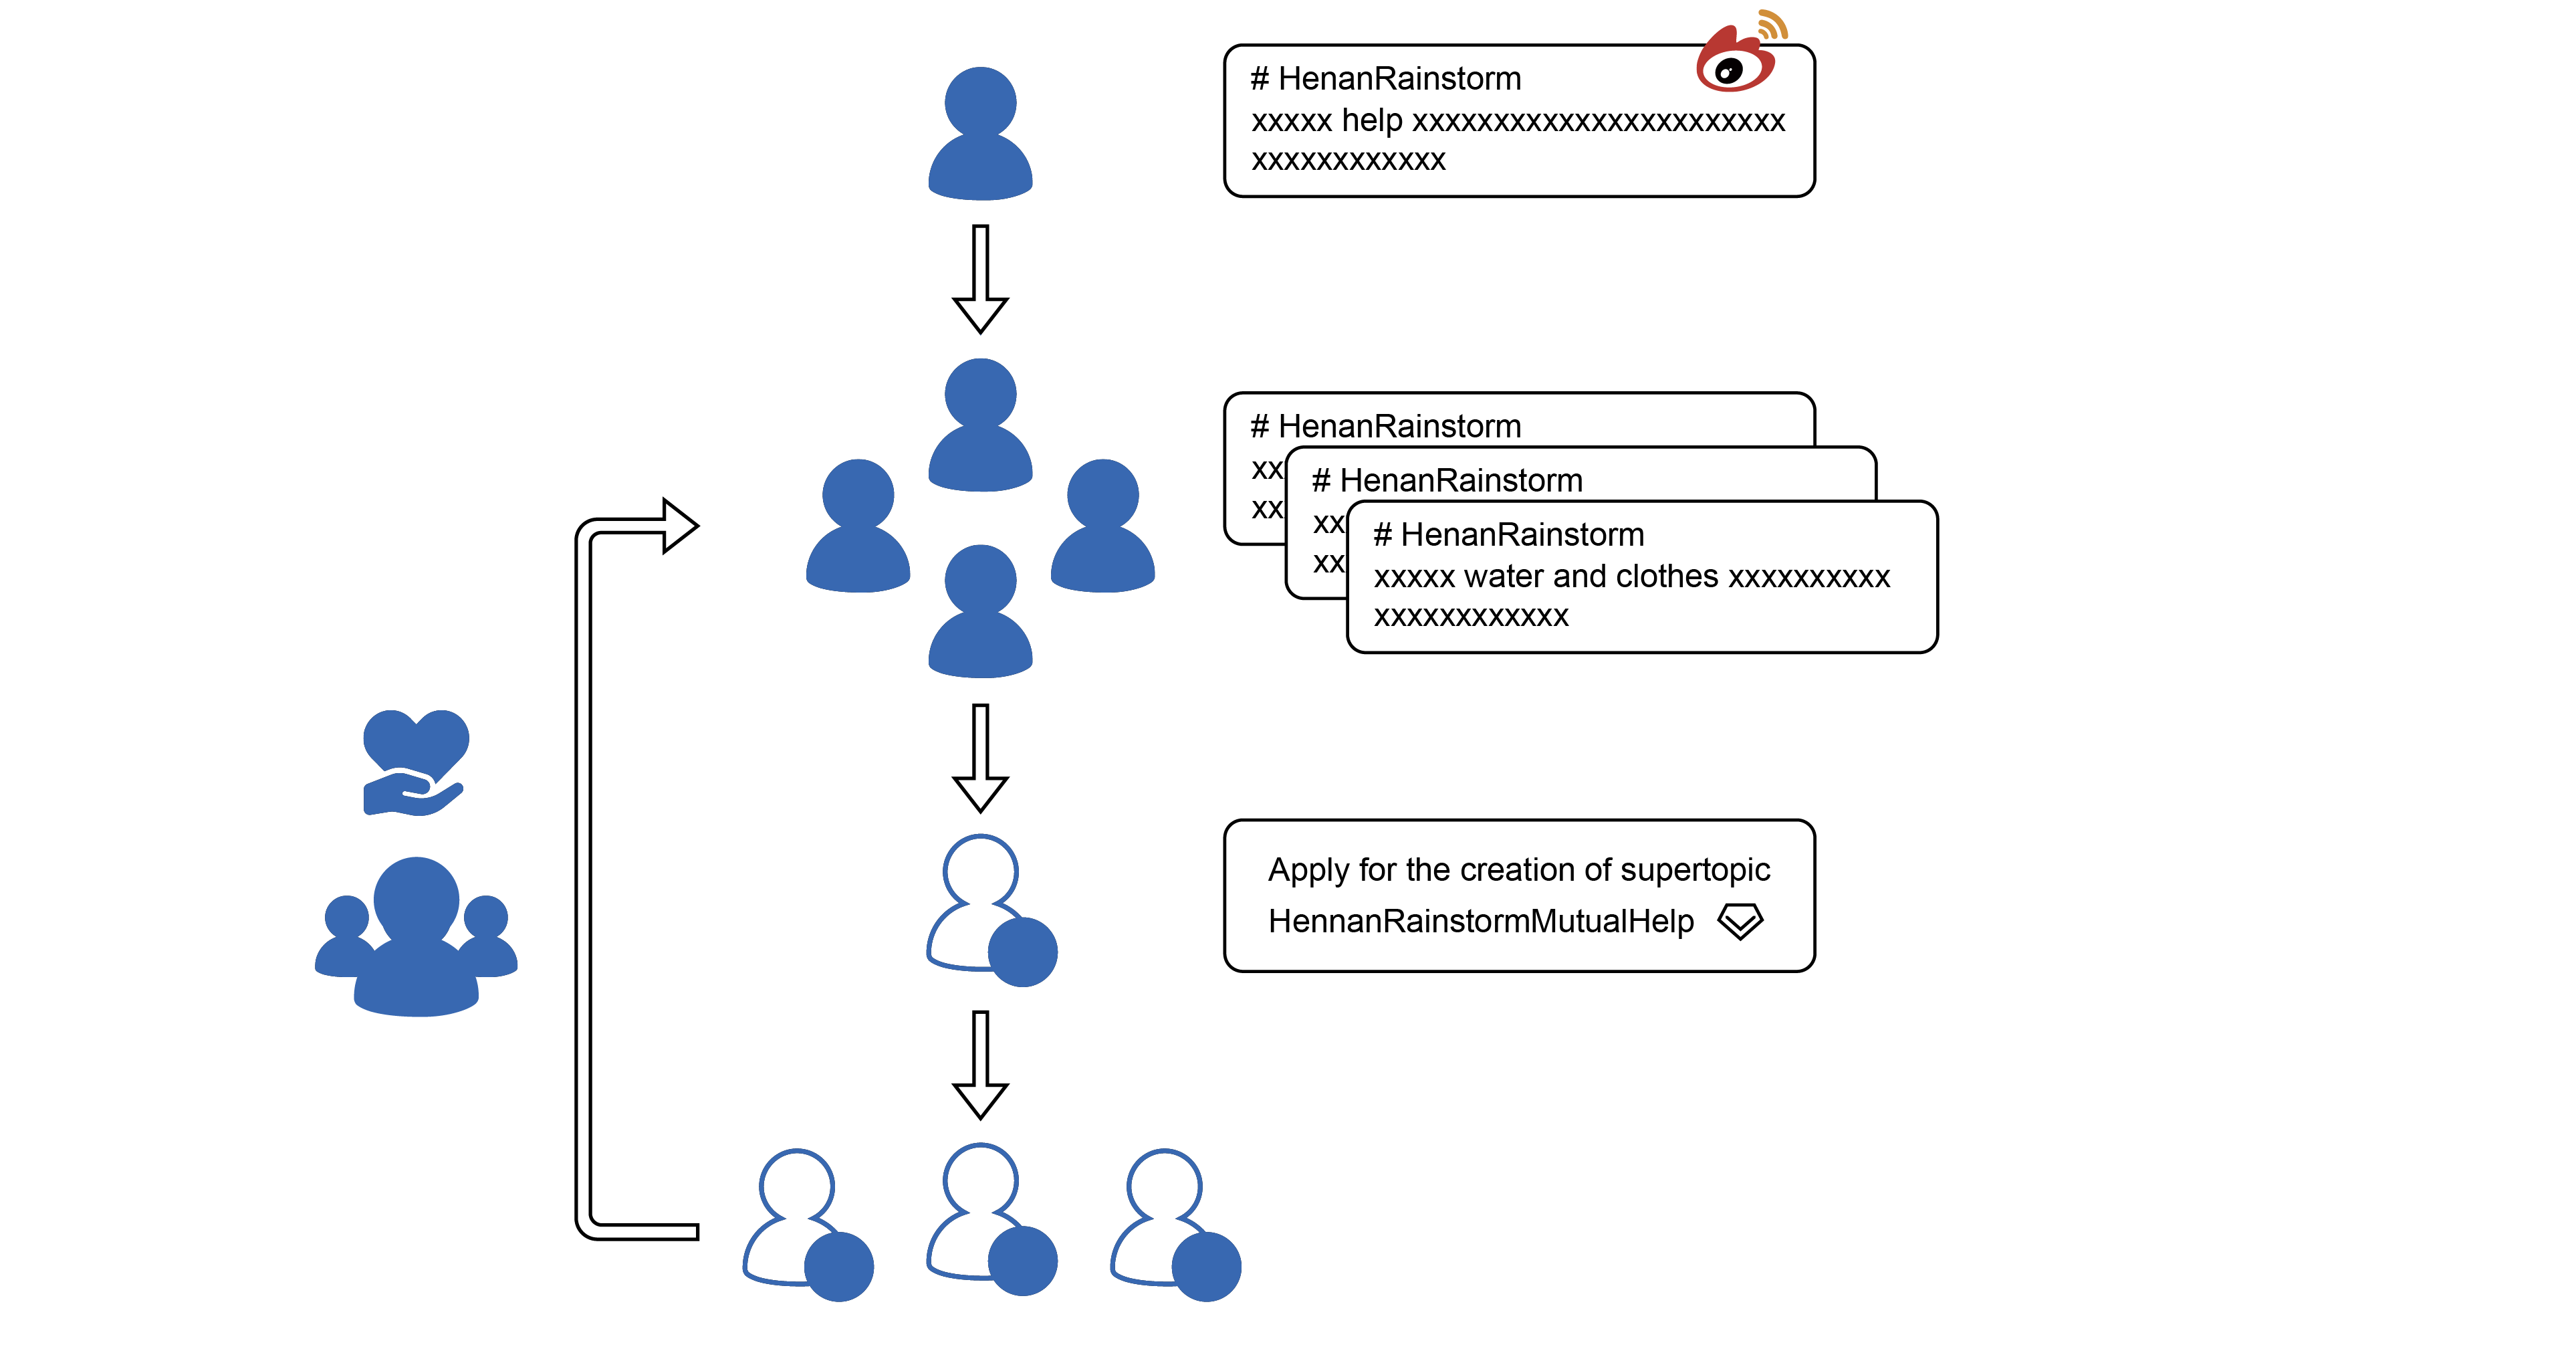 # HenanRainstorm
xxxxx help xxxxxxxxxxxxxxxxxxxxxxx
xxxxxxxxxxxx
# HenanRainstorm
xx
xx
# HenanRainstorm
xx
xx
# HenanRainstorm
xxxxx water and clothes xxxxxxxxxx
xxxxxxxxxxxx
Apply for the creation of supertopic
HennanRainstormMutualHelp